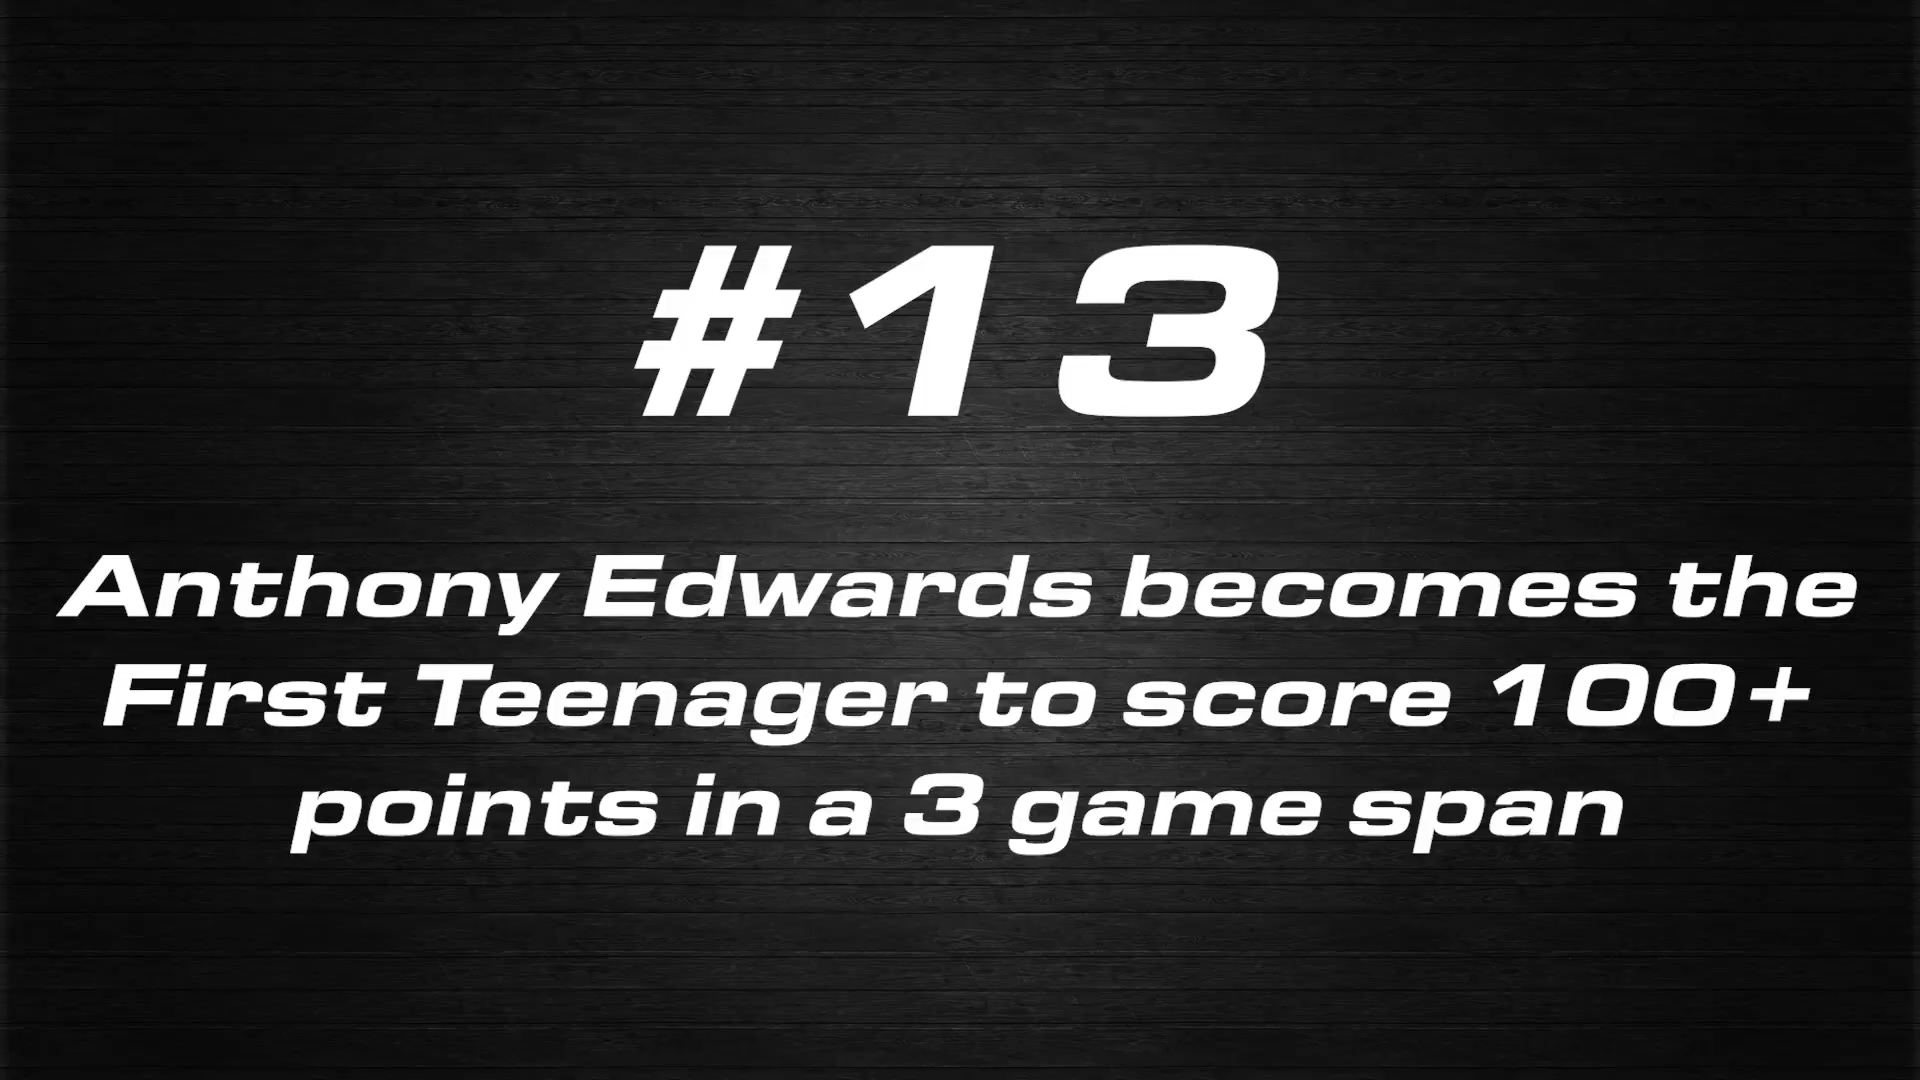 #13
Anthony Edwards becomes the
First Teenager to score 100+
points in a 3 game span